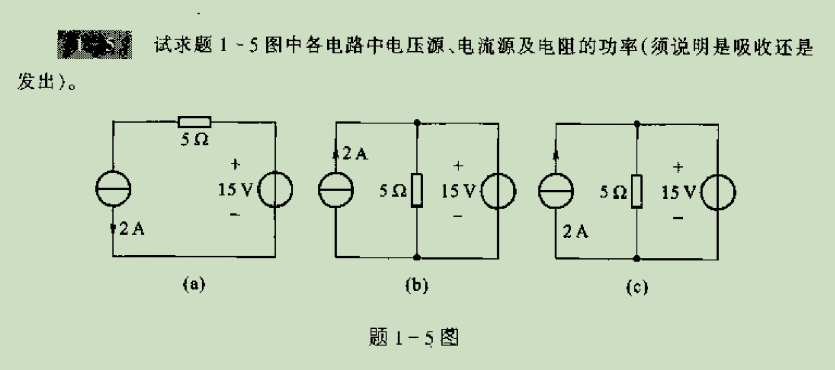 试求题1-5图中各电路中电压源、电流源及电阻的功率(须说明是吸收还是
发出)。
5Ω
+
15 V
-
2 A
(a)
2 A
5Ω
+
15 V
-
(b)
5Ω
+
15 V
-
2 A
(c)
题1-5图